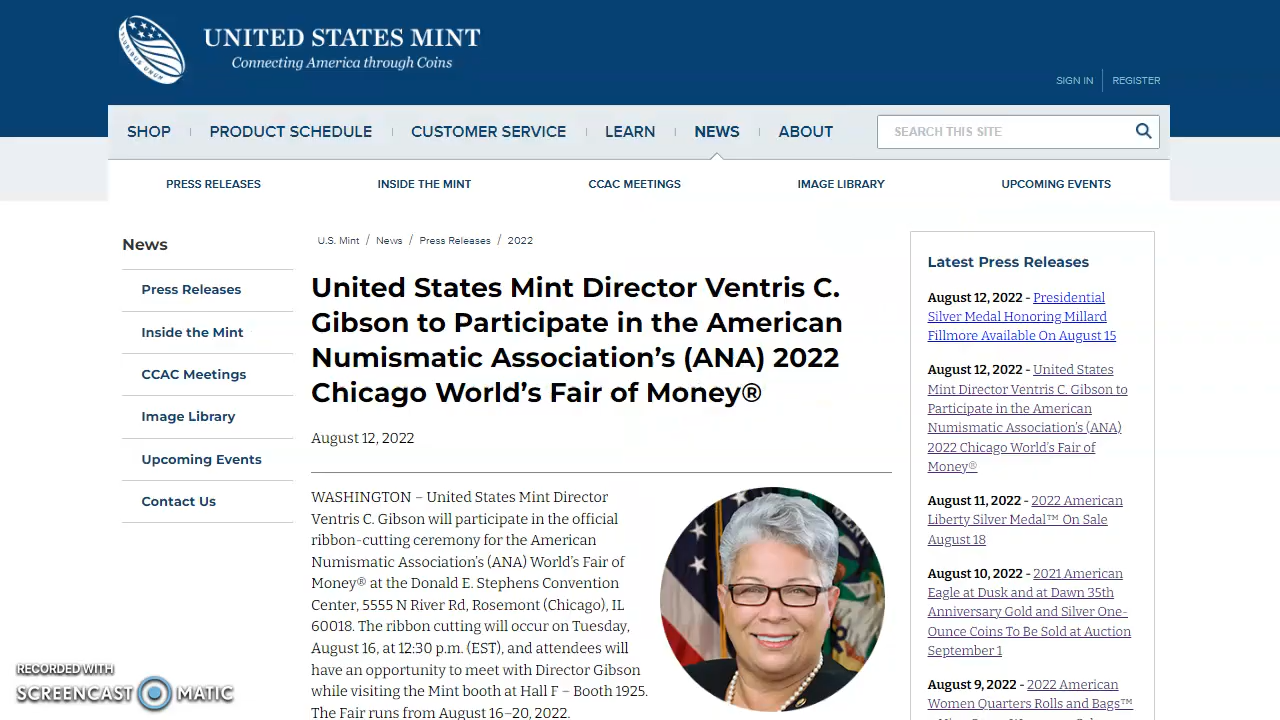 UNITED STATES MINT
Connecting America through Coins
SIGN IN
REGISTER
SHOP
PRODUCT SCHEDULE
CUSTOMER SERVICE
LEARN
NEWS
ABOUT
SEARCH THIS SITE
PRESS RELEASES
INSIDE THE MINT
CCAC MEETINGS
IMAGE LIBRARY
UPCOMING EVENTS
News
Press Releases
Inside the Mint
CCAC Meetings
Image Library
Upcoming Events
Contact Us
U.S. Mint / News / Press Releases / 2022
United States Mint Director Ventris C.
Gibson to Participate in the American
Numismatic Association’s (ANA) 2022
Chicago World’s Fair of Money®
August 12, 2022
WASHINGTON – United States Mint Director
Ventris C. Gibson will participate in the official
ribbon-cutting ceremony for the American
Numismatic Association’s (ANA) World’s Fair of
Money® at the Donald E. Stephens Convention
Center, 5555 N River Rd, Rosemont (Chicago), IL
60018. The ribbon cutting will occur on Tuesday,
August 16, at 12:30 p.m. (EST), and attendees will
have an opportunity to meet with Director Gibson
while visiting the Mint booth at Hall F – Booth 1925.
The Fair runs from August 16–20, 2022.
Latest Press Releases
August 12, 2022 - Presidential
Silver Medal Honoring Millard
Fillmore Available On August 15
August 12, 2022 - United States
Mint Director Ventris C. Gibson to
Participate in the American
Numismatic Association’s (ANA)
2022 Chicago World’s Fair of
Money®
August 11, 2022 - 2022 American
Liberty Silver Medal™ On Sale
August 18
August 10, 2022 - 2021 American
Eagle at Dusk and at Dawn 35th
Anniversary Gold and Silver One-
Ounce Coins To Be Sold at Auction
September 1
August 9, 2022 - 2022 American
Women Quarters Rolls and Bags™
RECORDED WITH
SCREENCAST MATIC